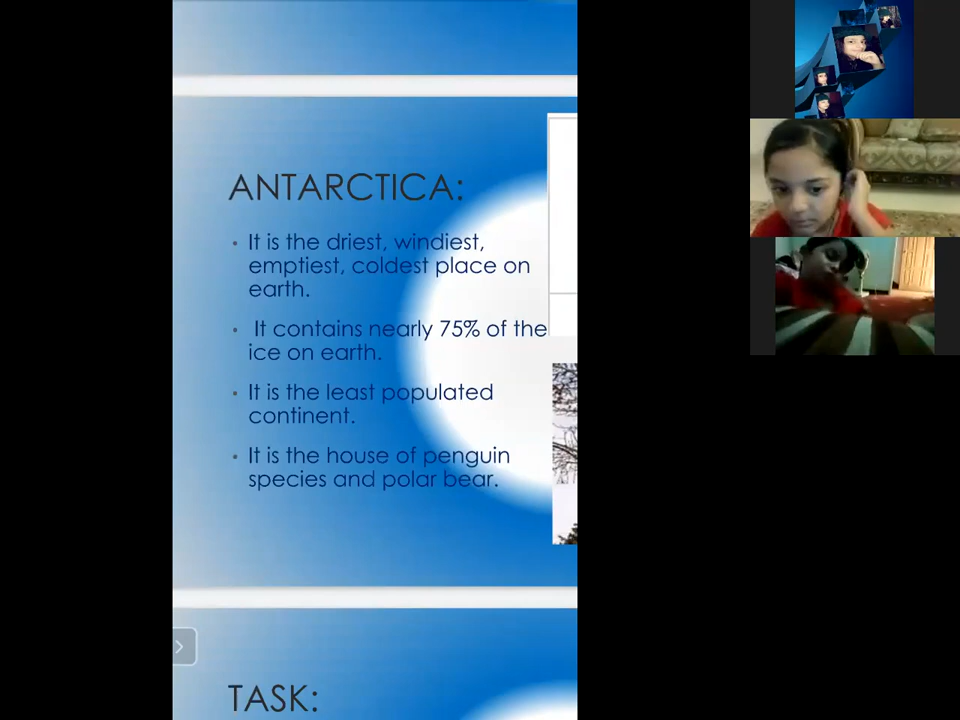 ANTARCTICA:
• It is the driest, windiest,
emptiest, coldest place on
earth.
• It contains nearly 75% of the
ice on earth.
• It is the least populated
continent.
• It is the house of penguin
species and polar bear.
TASK: